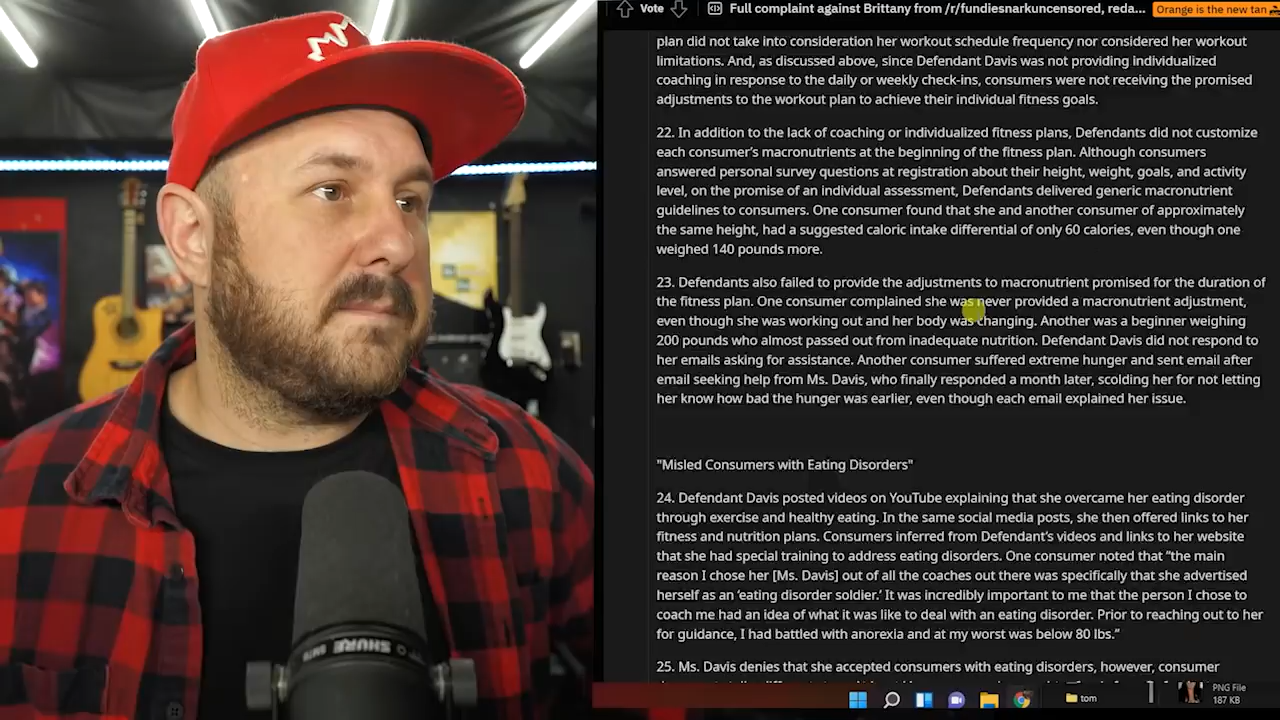 Vote
Full complaint against Brittany from /r/fundiesnarkuncensored, reda...
Orange is the new tan
plan did not take into consideration her workout schedule frequency nor considered her workout
limitations. And, as discussed above, since Defendant Davis was not providing individualized
coaching in response to the daily or weekly check-ins, consumers were not receiving the promised
adjustments to the workout plan to achieve their individual fitness goals.
22. In addition to the lack of coaching or individualized fitness plans, Defendants did not customize
each consumer's macronutrients at the beginning of the fitness plan. Although consumers
answered personal survey questions at registration about their height, weight, goals, and activity
level, on the promise of an individual assessment, Defendants delivered generic macronutrient
guidelines to consumers. One consumer found that she and another consumer of approximately
the same height, had a suggested caloric intake differential of only 60 calories, even though one
weighed 140 pounds more.
23. Defendants also failed to provide the adjustments to macronutrient promised for the duration of
the fitness plan. One consumer complained she was never provided a macronutrient adjustment,
even though she was working out and her body was changing. Another was a beginner weighing
200 pounds who almost passed out from inadequate nutrition. Defendant Davis did not respond to
her emails asking for assistance. Another consumer suffered extreme hunger and sent email after
email seeking help from Ms. Davis, who finally responded a month later, scolding her for not letting
her know how bad the hunger was earlier, even though each email explained her issue.
"Misled Consumers with Eating Disorders"
24. Defendant Davis posted videos on YouTube explaining that she overcame her eating disorder
through exercise and healthy eating. In the same social media posts, she then offered links to her
fitness and nutrition plans. Consumers inferred from Defendant's videos and links to her website
that she had special training to address eating disorders. One consumer noted that “the main
reason I chose her [Ms. Davis] out of all the coaches out there was specifically that she advertised
herself as an ‘eating disorder soldier.’ It was incredibly important to me that the person I chose to
coach me had an idea of what it was like to deal with an eating disorder. Prior to reaching out to her
for guidance, I had battled with anorexia and at my worst was below 80 lbs.”
25. Ms. Davis denies that she accepted consumers with eating disorders, however, consumer
SHURE
tom
PNG File
187 KB